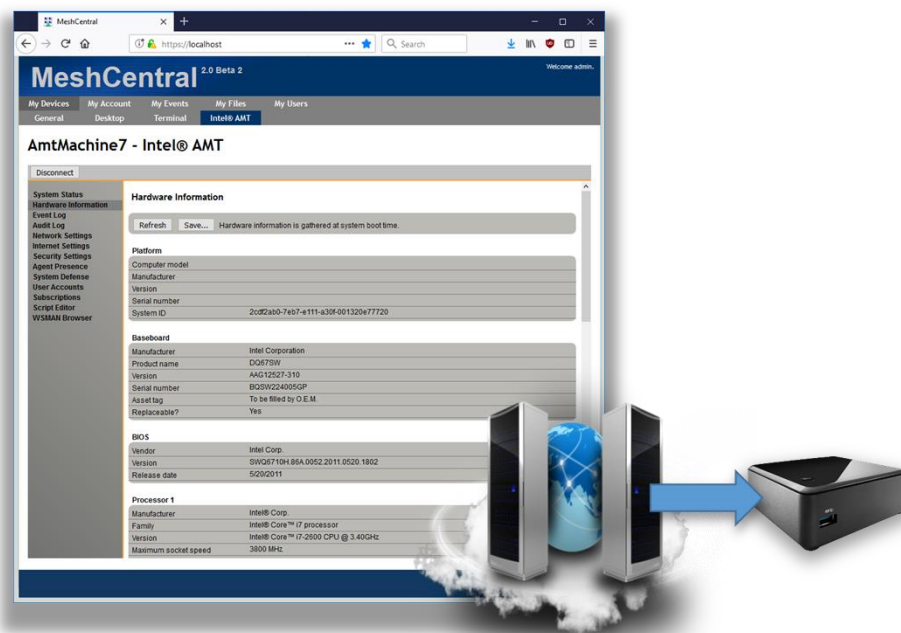 MeshCentral
https://localhost
Search
MeshCentral 2.0 Beta 2
Welcome admin.
My Devices My Account My Events My Files My Users
General Desktop Terminal Intel® AMT
AmtMachine7 - Intel® AMT
Disconnect
System Status
Hardware Information
Event Log
Audit Log
Network Settings
Internet Settings
Security Settings
Agent Presence
System Defense
User Accounts
Subscriptions
Script Editor
WSMAN Browser
Hardware Information
Refresh Save... Hardware information is gathered at system boot time.
Platform
Computer model
Manufacturer
Version
Serial number
System ID 2cdf2ab0-7eb7-e111-a30f-001320e77720
Baseboard
Manufacturer Intel Corporation
Product name DQ67SW
Version AAG12527-310
Serial number BQSW224005GP
Asset tag To be filled by O.E.M.
Replaceable? Yes
BIOS
Vendor Intel Corp.
Version SWQ6710H.86A.0052.2011.0520.1802
Release date 5/20/2011
Processor 1
Manufacturer Intel® Corp.
Family Intel® Core™ i7 processor
Version Intel® Core™ i7-2600 CPU @ 3.40GHz
Maximum socket speed 3800 MHz